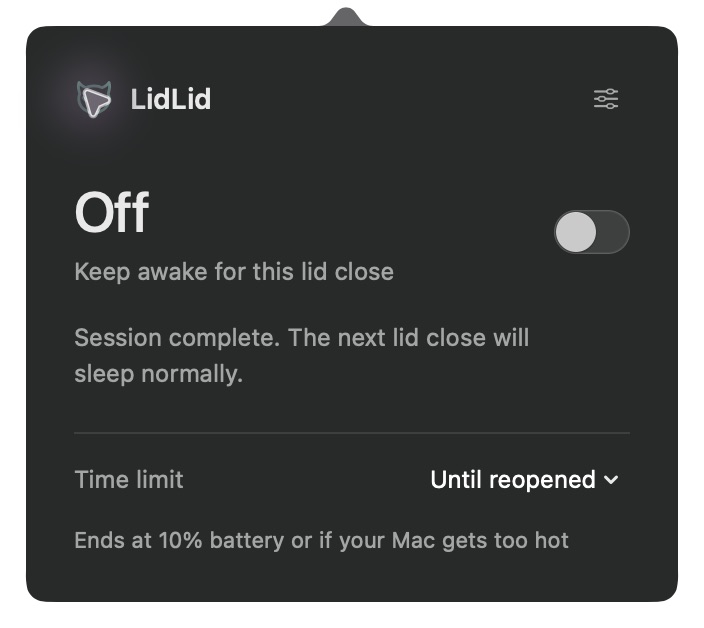 LidLid
Off
Keep awake for this lid close
Session complete. The next lid close will
sleep normally.
Time limit
Until reopened
Ends at 10% battery or if your Mac gets too hot